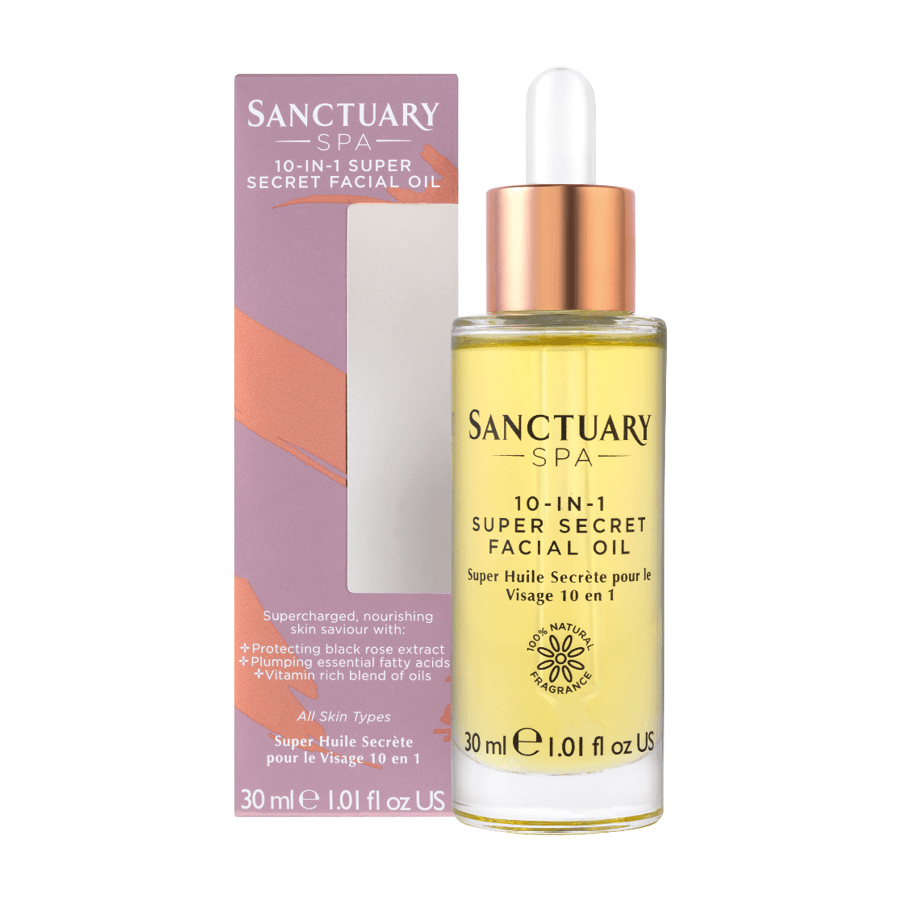 SANCTUARY
SPA
10-IN-1 SUPER
SECRET FACIAL OIL
Supercharged, nourishing
skin saviour with:
✢Protecting black rose extract
✢Plumping essential fatty acids
✢Vitamin rich blend of oils
All Skin Types
Super Huile Secrète
pour le Visage 10 en 1
30 ml ℮ 1.01 fl oz US
SANCTUARY
SPA
10-IN-1
SUPER SECRET
FACIAL OIL
Super Huile Secrète pour le
Visage 10 en 1
100% NATURAL
FRAGRANCE
30 ml ℮ 1.01 fl oz US